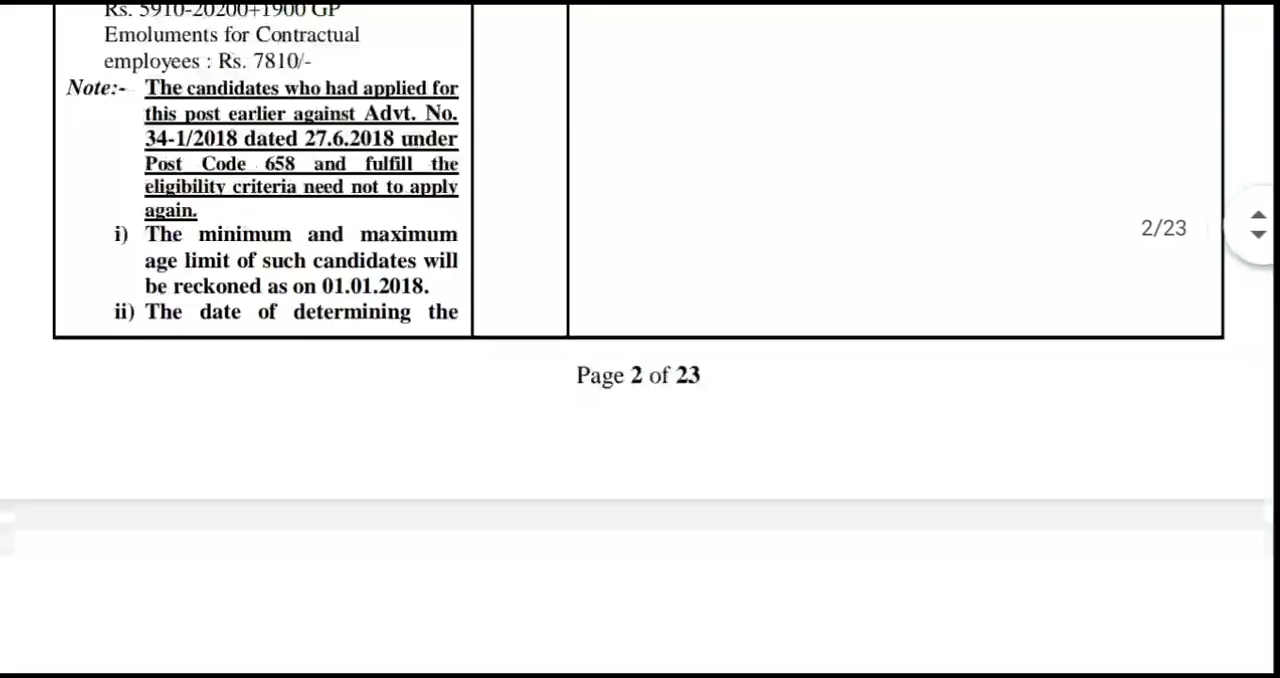 Rs. 5910-20200+1900 GP
Emoluments for Contractual
employees : Rs. 7810/-
Note:- The candidates who had applied for
this post earlier against Advt. No.
34-1/2018 dated 27.6.2018 under
Post Code 658 and fulfill the
eligibility criteria need not to apply
again.
i) The minimum and maximum
age limit of such candidates will
be reckoned as on 01.01.2018.
ii) The date of determining the
2/23
Page 2 of 23